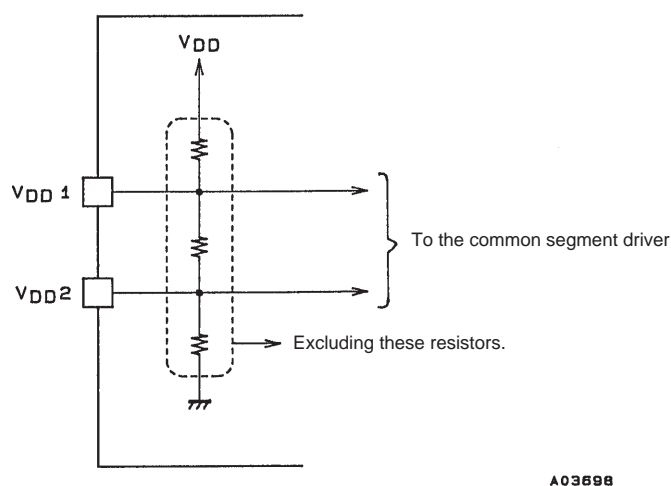 VDD
VDD 1
To the common segment driver
VDD2
Excluding these resistors.
A03698